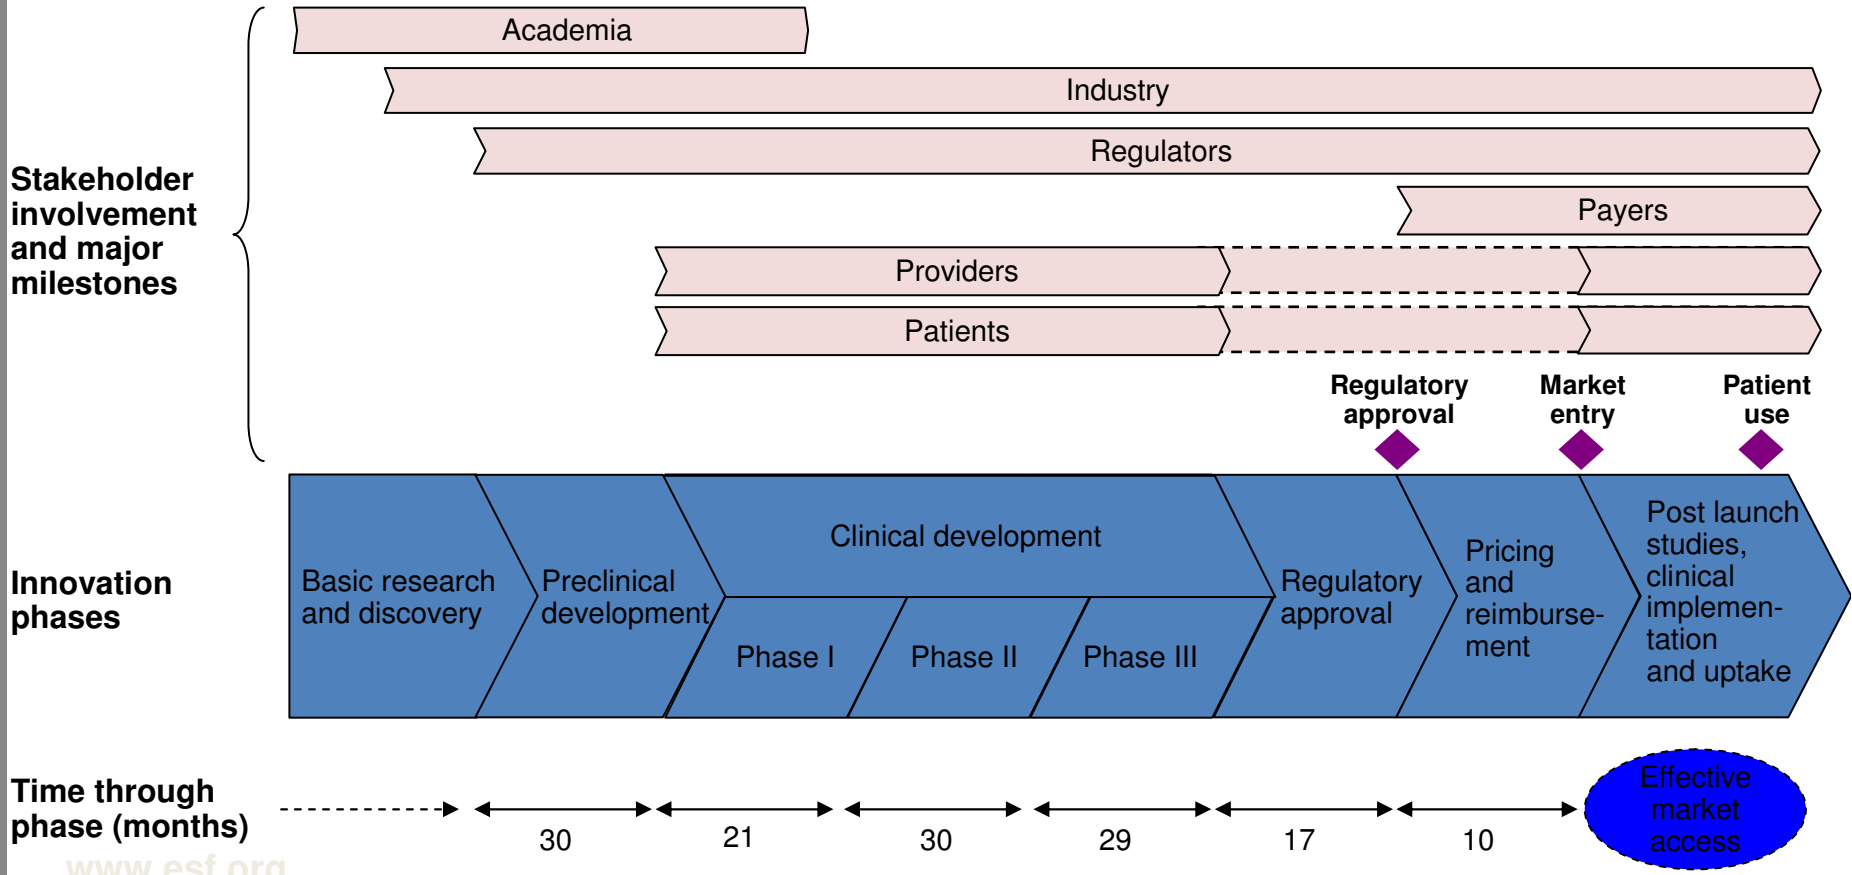 Academia
Industry
Regulators
Payers
Providers
Patients
Stakeholder
involvement
and major
milestones
Regulatory
approval
Market
entry
Patient
use
Innovation
phases
Basic research
and discovery
Preclinical
development
Clinical development
Phase I
Phase II
Phase III
Regulatory
approval
Pricing
and
reimburse-
ment
Post launch
studies,
clinical
implemen-
tation
and uptake
Time through
phase (months)
30
21
30
29
17
10
Effective
market
access
www.esf.org